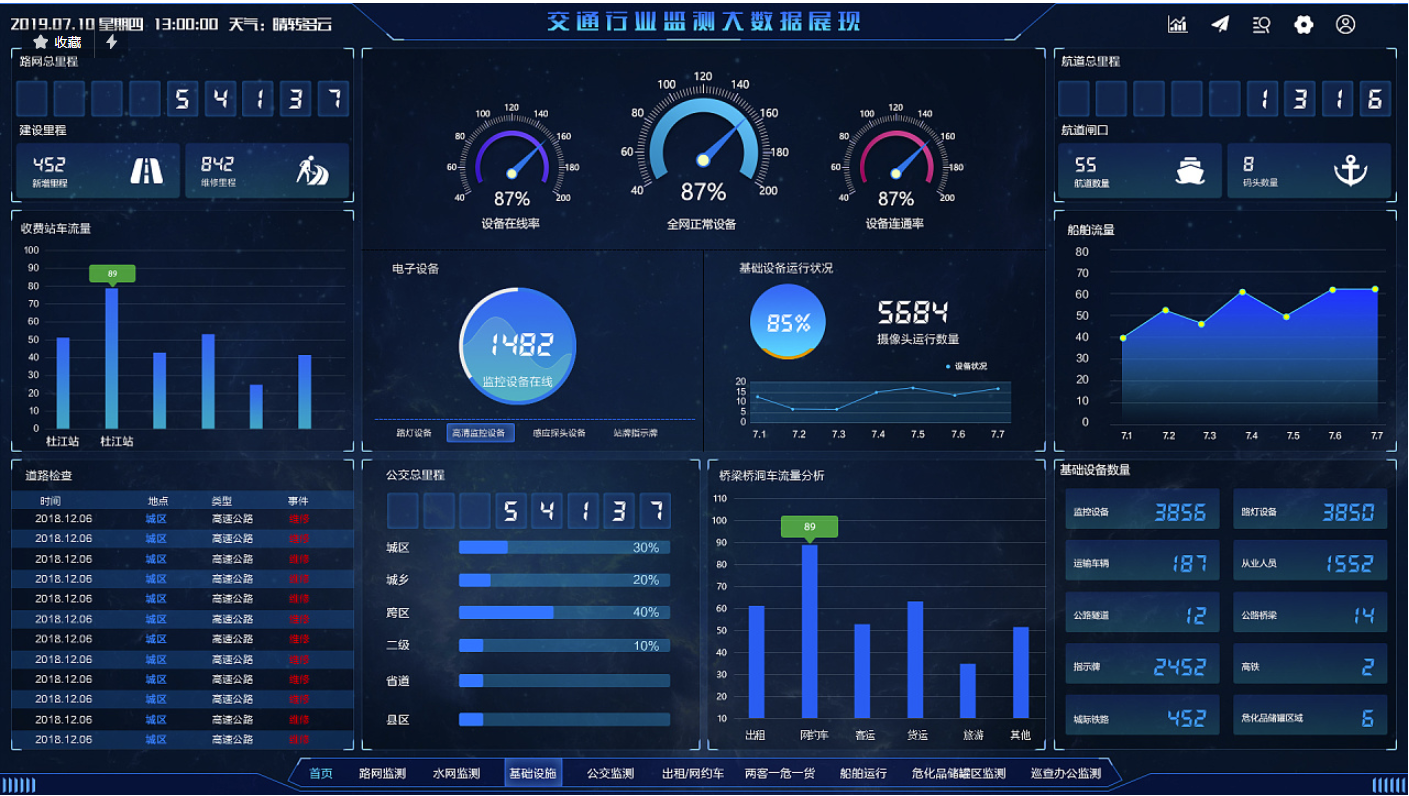 2019.07.10 星期四 13:00:00 天气：晴转多云
收藏
交通行业监测大数据展现
路网总里程
5 4 1 3 7
建设里程
452
新增里程
842
维修里程
收费站车流量
100
90
80
70
60
50
40
30
20
10
0
89
杜江站 杜江站
道路检查
时间 地点 类型 事件
2018.12.06 城区 高速公路 维修
2018.12.06 城区 高速公路 维修
2018.12.06 城区 高速公路 维修
2018.12.06 城区 高速公路 维修
2018.12.06 城区 高速公路 维修
2018.12.06 城区 高速公路 维修
2018.12.06 城区 高速公路 维修
2018.12.06 城区 高速公路 维修
2018.12.06 城区 高速公路 维修
2018.12.06 城区 高速公路 维修
2018.12.06 城区 高速公路 维修
2018.12.06 城区 高速公路 维修
40 60 80 100 120 140 160 180 200
87%
设备在线率
40 60 80 100 120 140 160 180 200
87%
全网正常设备
40 60 80 100 120 140 160 180 200
87%
设备连通率
电子设备
1482
监控设备在线
路灯设备 高清监控设备 感应探头设备 站牌指示牌
基础设备运行状况
85%
5684
摄像头运行数量
设备状况
20
15
10
5
0
7.1 7.2 7.3 7.4 7.5 7.6 7.7
公交总里程
5 4 1 3 7
城区 30%
城乡 20%
跨区 40%
二级 10%
省道
县区
桥梁桥洞车流量分析
110
100
90
80
70
60
50
40
30
20
10
89
出租 网约车 客运 货运 旅游 其他
航道总里程
1 3 1 6
航道闸口
55
航道数量
8
码头数量
船舶流量
80
70
60
50
40
30
20
10
0
7.1 7.2 7.3 7.4 7.5 7.6 7.7
基础设备数量
监控设备 3856 路灯设备 3850
运输车辆 187 从业人员 1552
公路隧道 12 公路桥梁 14
指示牌 2452 高铁 2
城际铁路 452 危化品储罐区域 6
首页 路网监测 水网监测 基础设施 公交监测 出租/网约车 两客一危一货 船舶运行 危化品储罐区监测 巡查办公监测